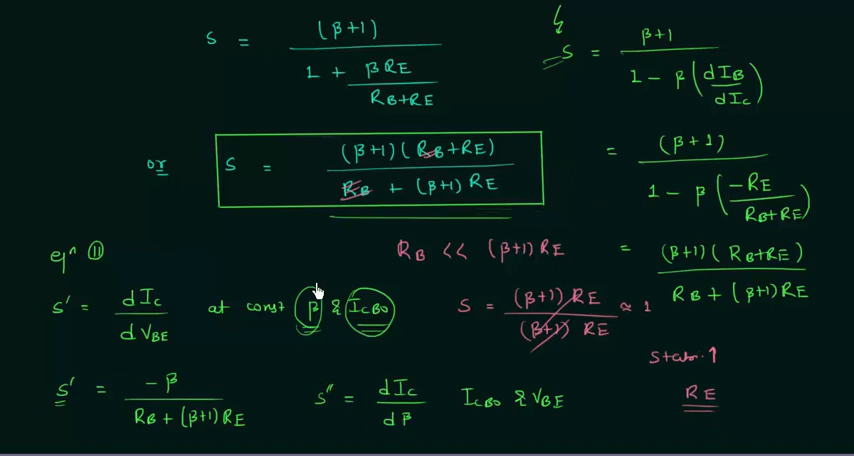 S = (β+1) / (1 + βRE / (RB+RE))
& S = β+1 / (1 - β(dIB/dIC))
or S = (β+1)(RB+RE) / (RB + (β+1)RE)
= (β+1) / (1 - β(-RE / (RB+RE)))
eqn 11
RB << (β+1)RE
= (β+1)(RB+RE) / (RB + (β+1)RE)
S' = dIC / dVBE at const β & ICBO
S = (β+1)RE / ((β+1)RE) ≈ 1
S' = -β / (RB + (β+1)RE)
S'' = dIC / dβ ICBO & VBE
RE